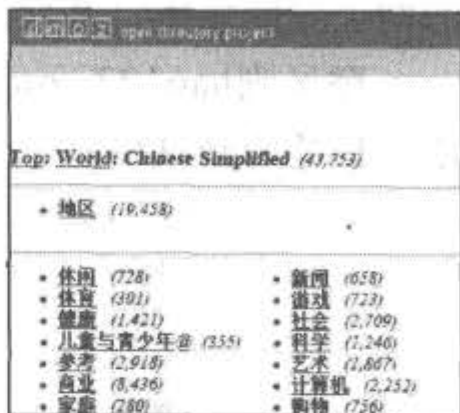 dmoz open directory project
Top: World: Chinese Simplified (43,753)
• 地区 (19,458)
• 休闲 (728)
• 体育 (301)
• 健康 (1,421)
• 儿童与青少年@ (355)
• 参考 (2,918)
• 商业 (8,436)
• 家庭 (280)
• 新闻 (658)
• 游戏 (723)
• 社会 (2,709)
• 科学 (1,246)
• 艺术 (1,867)
• 计算机 (2,252)
• 购物 (756)